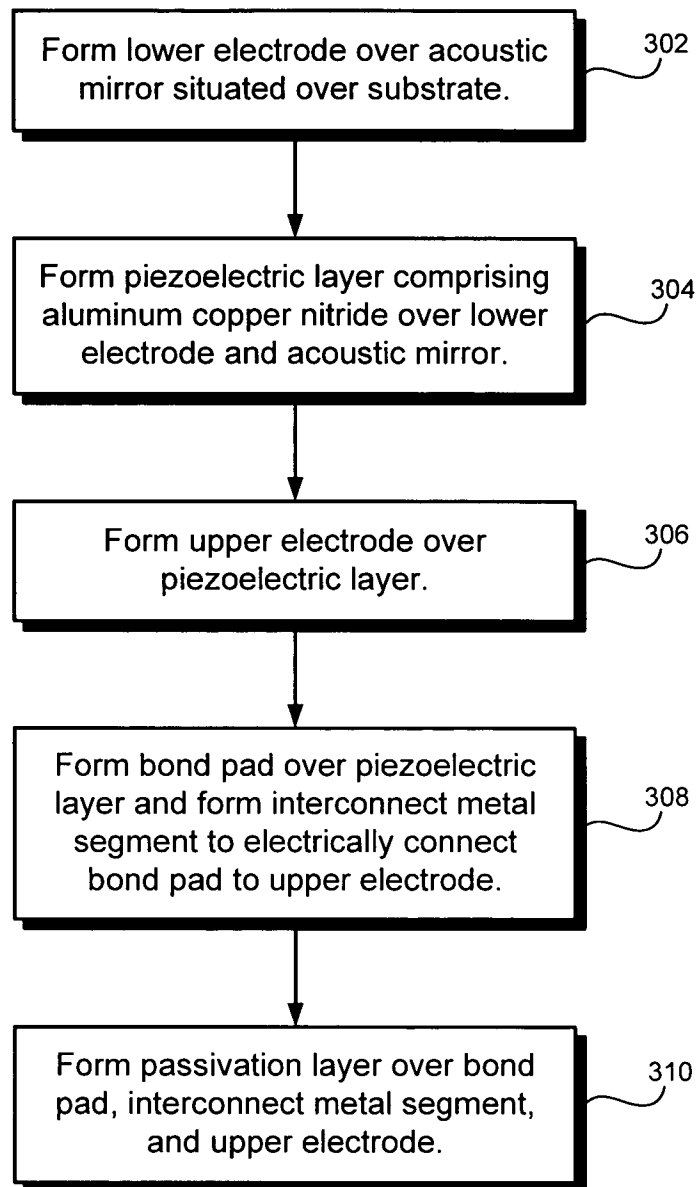 Form lower electrode over acoustic
mirror situated over substrate.
302
Form piezoelectric layer comprising
aluminum copper nitride over lower
electrode and acoustic mirror.
304
Form upper electrode over
piezoelectric layer.
306
Form bond pad over piezoelectric
layer and form interconnect metal
segment to electrically connect
bond pad to upper electrode.
308
Form passivation layer over bond
pad, interconnect metal segment,
and upper electrode.
310